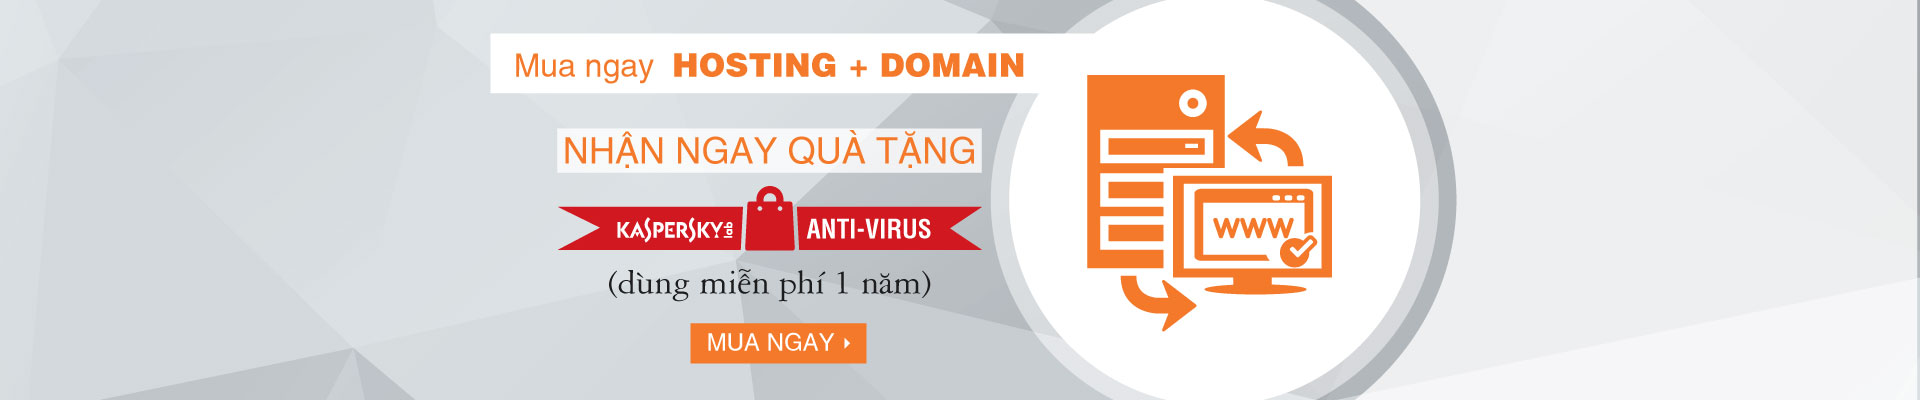 Mua ngay HOSTING + DOMAIN
NHẬN NGAY QUÀ TẶNG
KASPERSKY lab ANTI-VIRUS
(dùng miễn phí 1 năm)
MUA NGAY
WWW